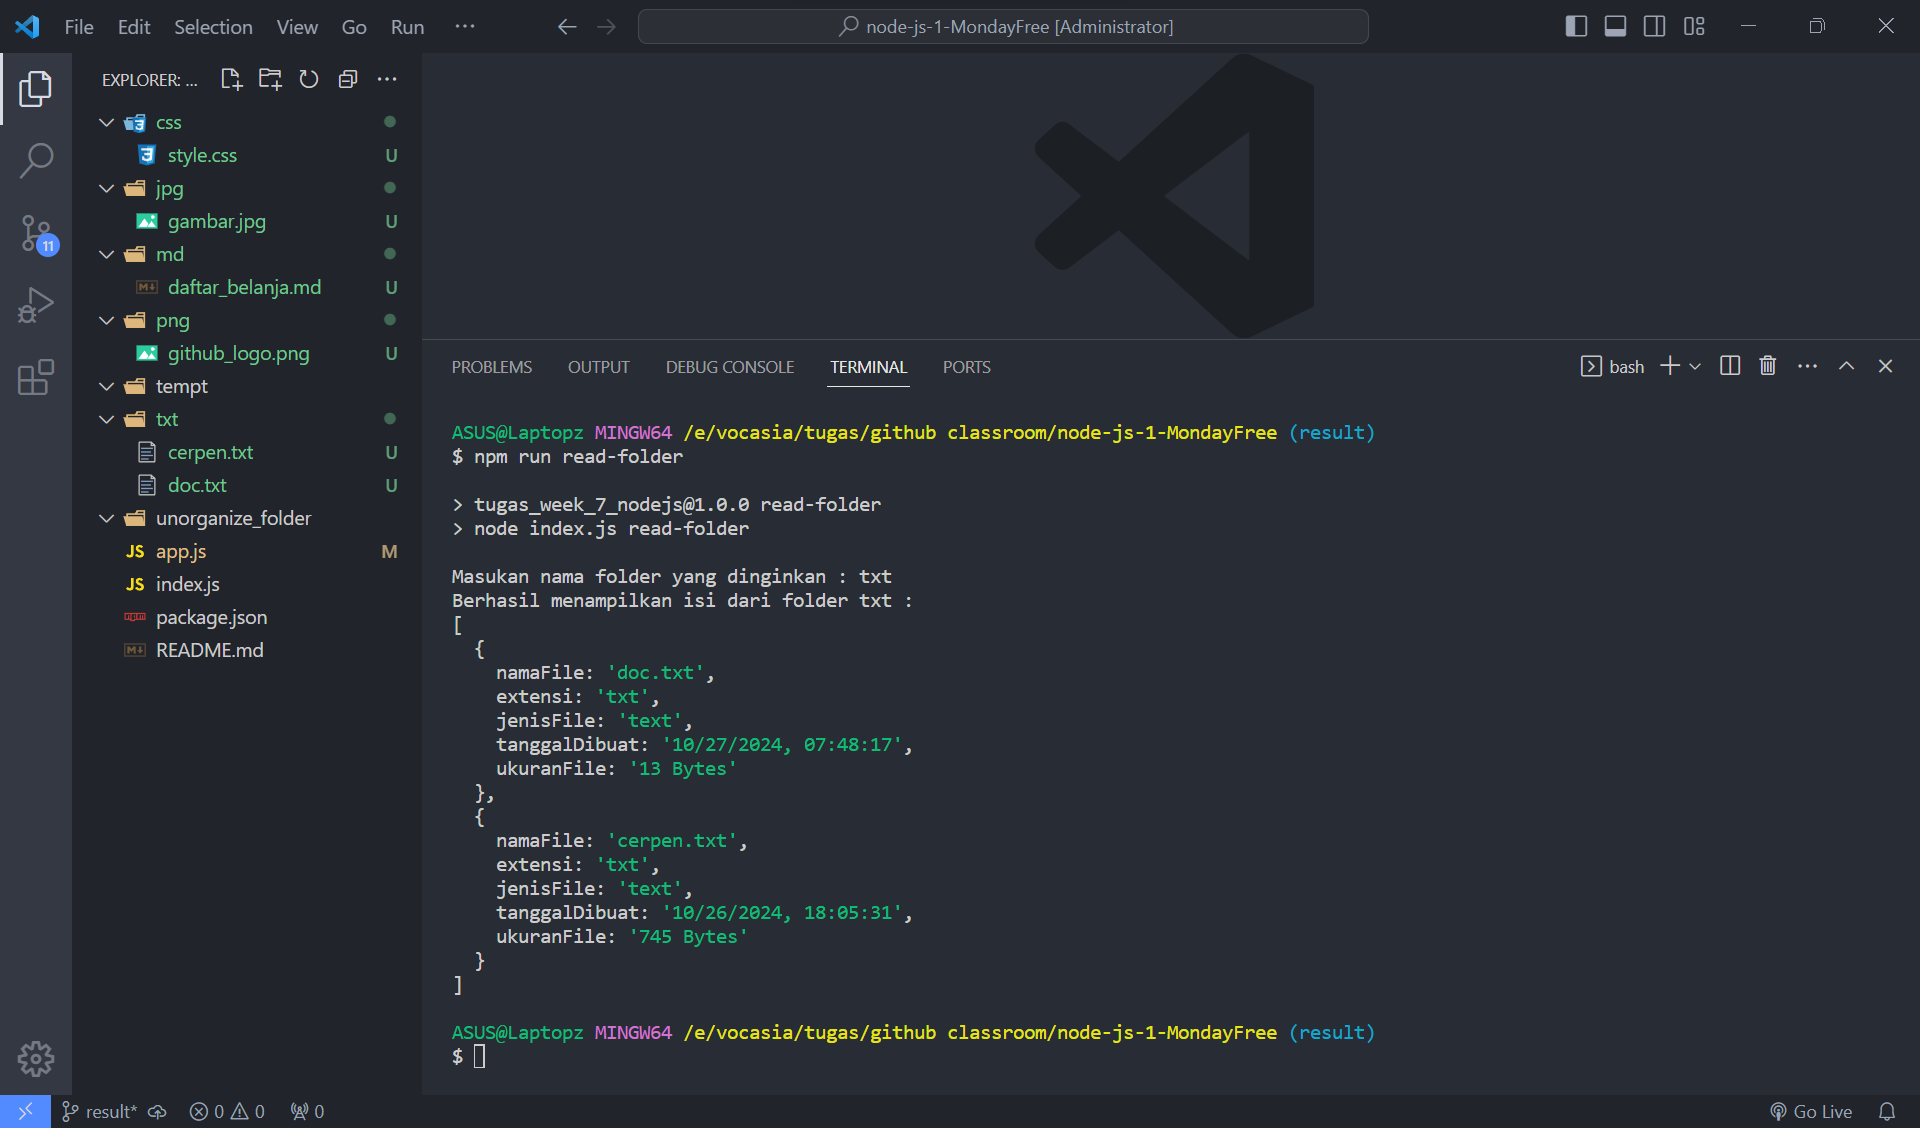 File Edit Selection View Go Run ···
node-js-1-MondayFree [Administrator]
EXPLORER: ...
css
style.css U
jpg
gambar.jpg U
md
daftar_belanja.md U
png
github_logo.png U
tempt
txt
cerpen.txt U
doc.txt U
unorganize_folder
JS app.js M
JS index.js
package.json
README.md
11
PROBLEMS OUTPUT DEBUG CONSOLE TERMINAL PORTS
bash
ASUS@Laptopz MINGW64 /e/vocasia/tugas/github classroom/node-js-1-MondayFree (result)
$ npm run read-folder
> tugas_week_7_nodejs@1.0.0 read-folder
> node index.js read-folder
Masukan nama folder yang dinginkan : txt
Berhasil menampilkan isi dari folder txt :
[
{
namaFile: 'doc.txt',
extensi: 'txt',
jenisFile: 'text',
tanggalDibuat: '10/27/2024, 07:48:17',
ukuranFile: '13 Bytes'
},
{
namaFile: 'cerpen.txt',
extensi: 'txt',
jenisFile: 'text',
tanggalDibuat: '10/26/2024, 18:05:31',
ukuranFile: '745 Bytes'
}
]
ASUS@Laptopz MINGW64 /e/vocasia/tugas/github classroom/node-js-1-MondayFree (result)
$
result* 0 0 0 Go Live